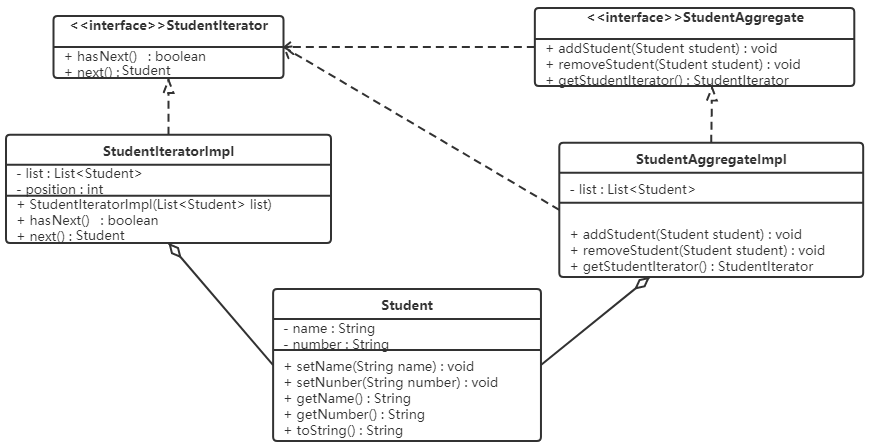 <<interface>>StudentIterator
+ hasNext() : boolean
+ next() : Student
<<interface>>StudentAggregate
+ addStudent(Student student) : void
+ removeStudent(Student student) : void
+ getStudentIterator() : StudentIterator
StudentIteratorImpl
- list : List<Student>
- position : int
+ StudentIteratorImpl(List<Student> list)
+ hasNext() : boolean
+ next() : Student
StudentAggregateImpl
- list : List<Student>
+ addStudent(Student student) : void
+ removeStudent(Student student) : void
+ getStudentIterator() : StudentIterator
Student
- name : String
- number : String
+ setName(String name) : void
+ setNunber(String number) : void
+ getName() : String
+ getNumber() : String
+ toString() : String